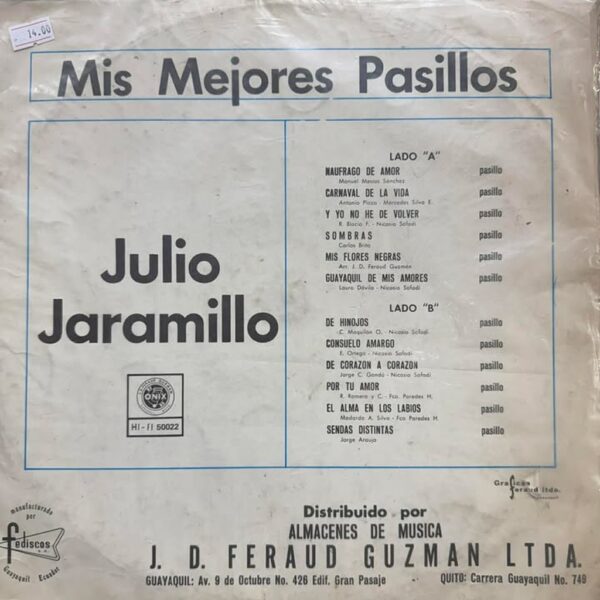 14.00
Mis Mejores Pasillos
Julio
Jaramillo
ONIX
HI-FI 50022
LADO "A"
NAUFRAGO DE AMOR pasillo
Manuel Mesías Sánchez
CARNAVAL DE LA VIDA pasillo
Antonio Plaza - Mercedes Silva E.
Y YO NO HE DE VOLVER pasillo
R. Blacio F. - Nicasio Safadi
SOMBRAS pasillo
Carlos Brito
MIS FLORES NEGRAS pasillo
Arr. J. D. Feraud Guzmán
GUAYAQUIL DE MIS AMORES pasillo
Lauro Dávila - Nicasio Safadi
LADO "B"
DE HINOJOS pasillo
C. Maquilón O. - Nicasio Safadi
CONSUELO AMARGO pasillo
E. Ortega - Nicasio Safadi
DE CORAZON A CORAZON pasillo
Jorge C. Gando - Nicasio Safadi
POR TU AMOR pasillo
R. Romero y C. - Fco. Paredes H.
EL ALMA EN LOS LABIOS pasillo
Medardo A. Silva - Fco Paredes H.
SENDAS DISTINTAS pasillo
Jorge Araujo
Graficas
feraud ltda.
manufacturado
por
fediscos
Guayaquil Ecuador
Distribuido por
ALMACENES DE MUSICA
J. D. FERAUD GUZMAN LTDA.
GUAYAQUIL: Av. 9 de Octubre No. 426 Edif. Gran Pasaje QUITO: Carrera Guayaquil No. 749